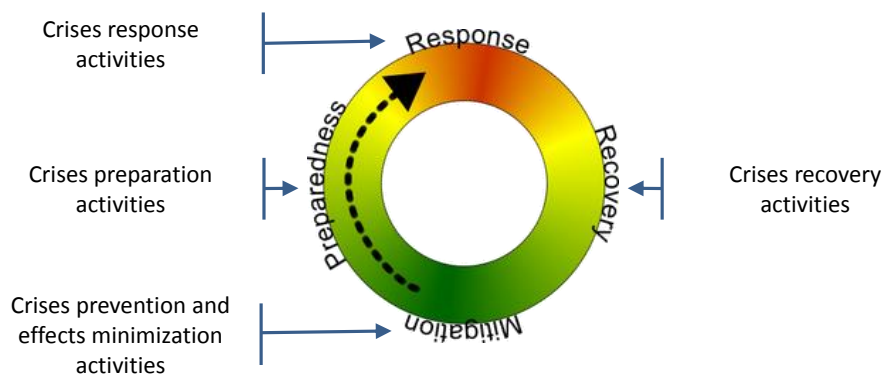 Crises response
activities
Response
Preparedness
Crises preparation
activities
Recovery
Crises recovery
activities
Crises prevention and
effects minimization
activities
Mitigation